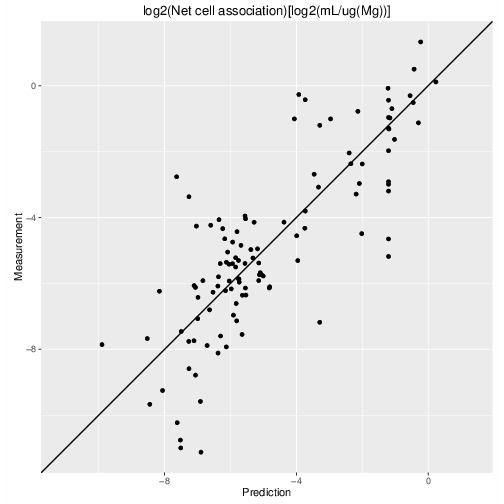 log2(Net cell association)[log2(mL/ug(Mg))]
0
−4
−8
Measurement
−8 −4 0
Prediction